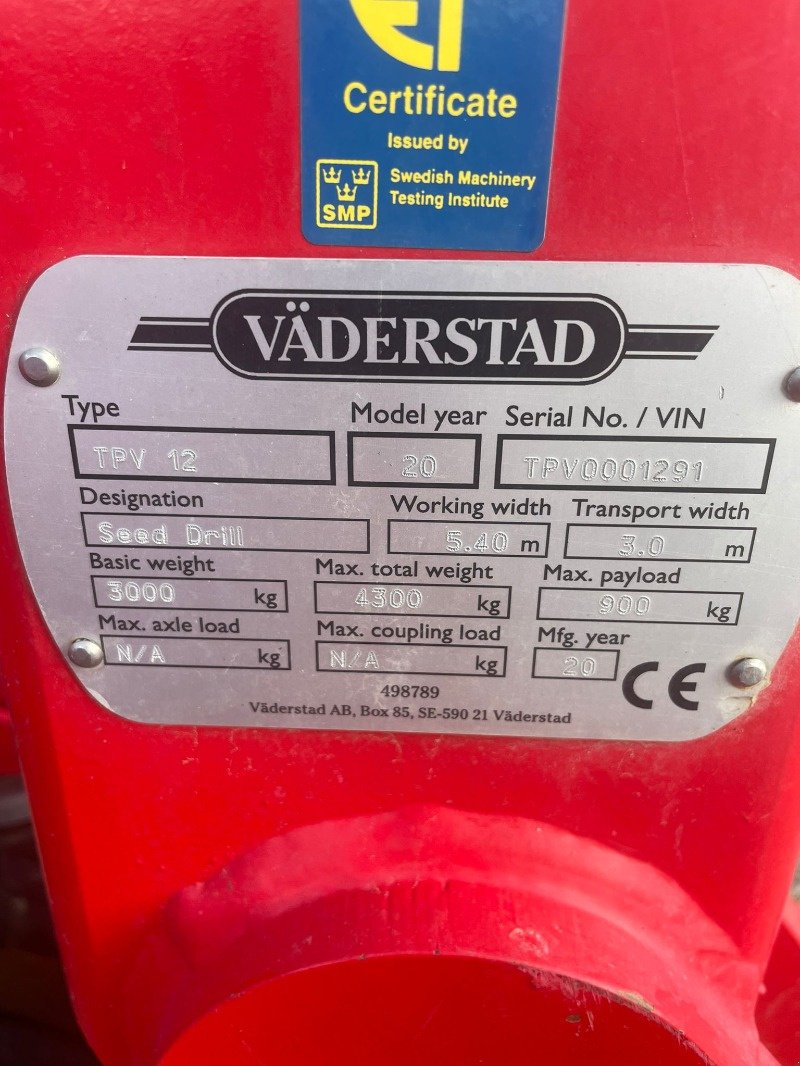 Certificate
Issued by
SMP
Swedish Machinery
Testing Institute
VÄDERSTAD
Type Model year Serial No. / VIN
TPV 12 20 TPV0001291
Designation Working width Transport width
Seed Drill 5.40 m 3.0 m
Basic weight Max. total weight Max. payload
3000 kg 4300 kg 900 kg
Max. axle load Max. coupling load Mfg. year
N/A kg N/A kg 20 CE
498789
Väderstad AB, Box 85, SE-590 21 Väderstad